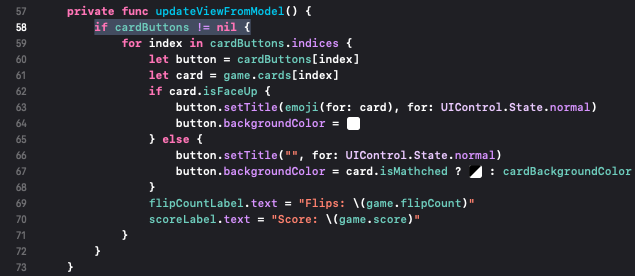 57 private func updateViewFromModel() {
58 if cardButtons != nil {
59 for index in cardButtons.indices {
60 let button = cardButtons[index]
61 let card = game.cards[index]
62 if card.isFaceUp {
63 button.setTitle(emoji(for: card), for: UIControl.State.normal)
64 button.backgroundColor =
65 } else {
66 button.setTitle("", for: UIControl.State.normal)
67 button.backgroundColor = card.isMathched ? : cardBackgroundColor
68 }
69 flipCountLabel.text = "Flips: \(game.flipCount)"
70 scoreLabel.text = "Score: \(game.score)"
71 }
72 }
73 }